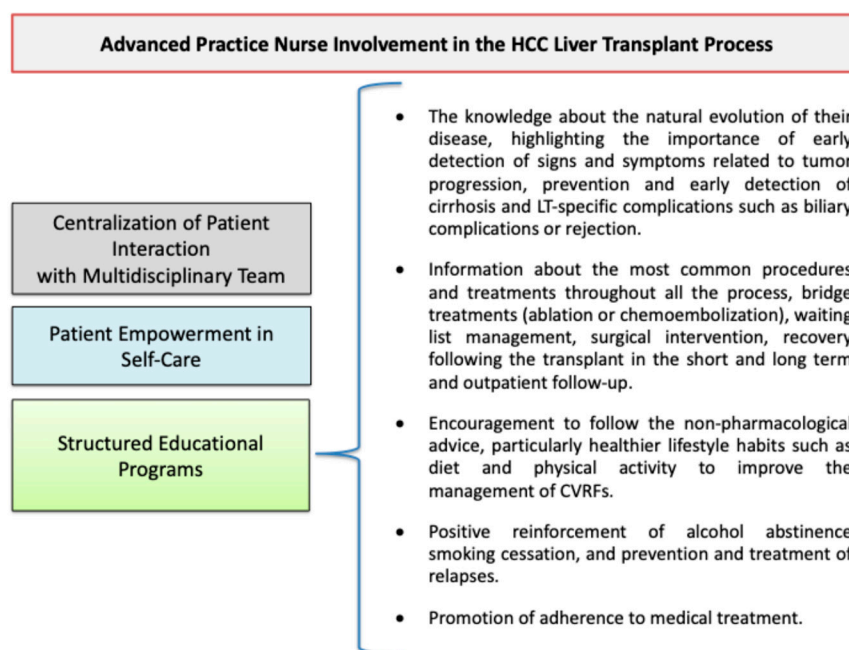 Advanced Practice Nurse Involvement in the HCC Liver Transplant Process
Centralization of Patient
Interaction
with Multidisciplinary Team
Patient Empowerment in
Self-Care
Structured Educational
Programs
• The knowledge about the natural evolution of their
disease, highlighting the importance of early
detection of signs and symptoms related to tumor
progression, prevention and early detection of
cirrhosis and LT-specific complications such as biliary
complications or rejection.
• Information about the most common procedures
and treatments throughout all the process, bridge
treatments (ablation or chemoembolization), waiting
list management, surgical intervention, recovery
following the transplant in the short and long term
and outpatient follow-up.
• Encouragement to follow the non-pharmacological
advice, particularly healthier lifestyle habits such as
diet and physical activity to improve the
management of CVRFs.
• Positive reinforcement of alcohol abstinence
smoking cessation, and prevention and treatment of
relapses.
• Promotion of adherence to medical treatment.